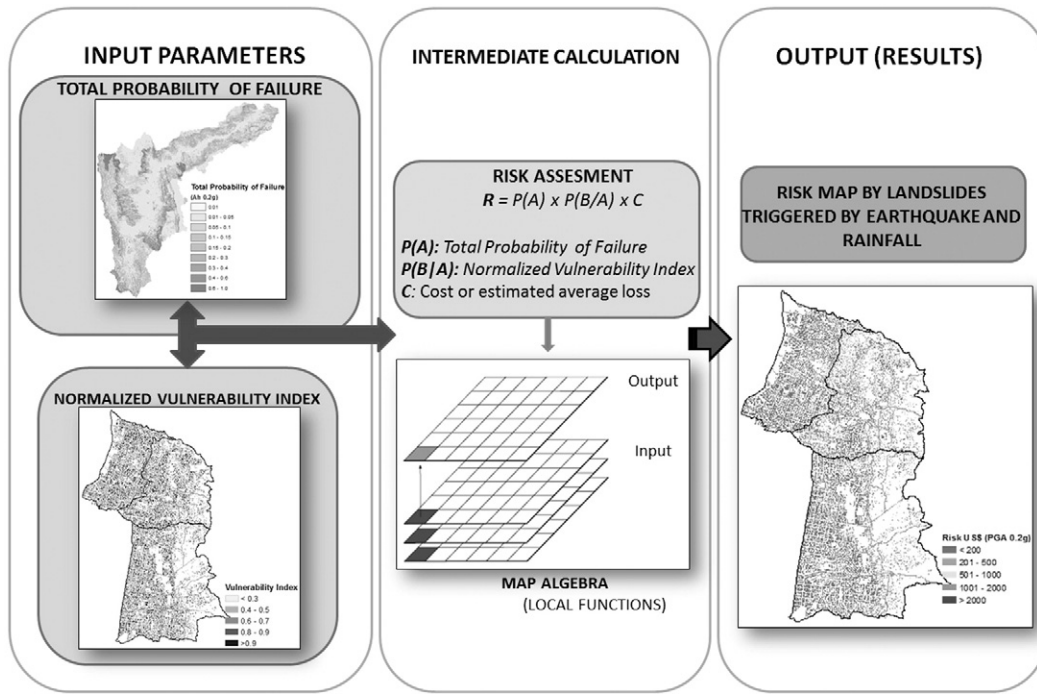 INPUT PARAMETERS
TOTAL PROBABILITY OF FAILURE
Total Probability of Failure
(Ah 0.2g)
0.01
0.01 - 0.05
0.05 - 0.1
0.1 - 0.15
0.15 - 0.2
0.2 - 0.3
0.3 - 0.4
0.4 - 0.6
0.6 - 1.0
NORMALIZED VULNERABILITY INDEX
Vulnerability Index
< 0.3
0.4 - 0.5
0.6 - 0.7
0.8 - 0.9
>0.9
INTERMEDIATE CALCULATION
RISK ASSESMENT
R = P(A) x P(B/A) x C
P(A): Total Probability of Failure
P(B|A): Normalized Vulnerability Index
C: Cost or estimated average loss
Output
Input
MAP ALGEBRA
(LOCAL FUNCTIONS)
OUTPUT (RESULTS)
RISK MAP BY LANDSLIDES
TRIGGERED BY EARTHQUAKE AND
RAINFALL
Risk US$ (PGA 0.2g)
< 200
201 - 500
501 - 1000
1001 - 2000
> 2000